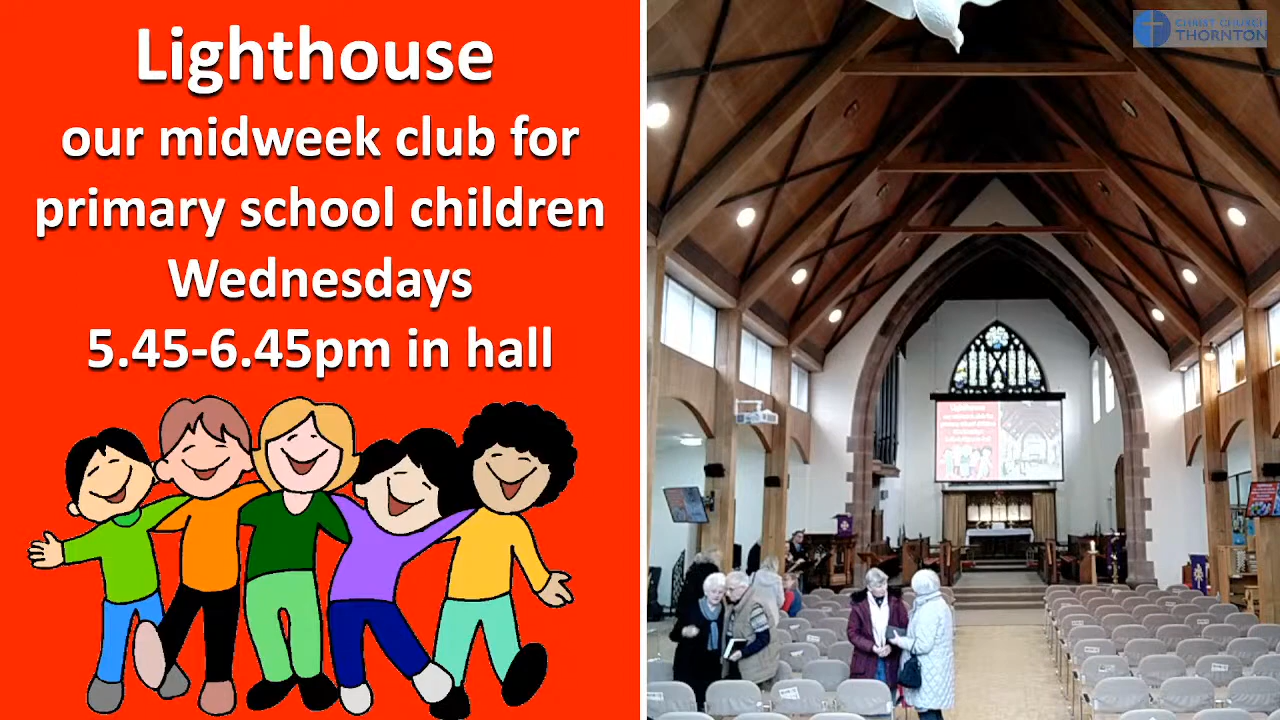 Lighthouse
our midweek club for
primary school children
Wednesdays
5.45-6.45pm in hall
CHRIST CHURCH
THORNTON